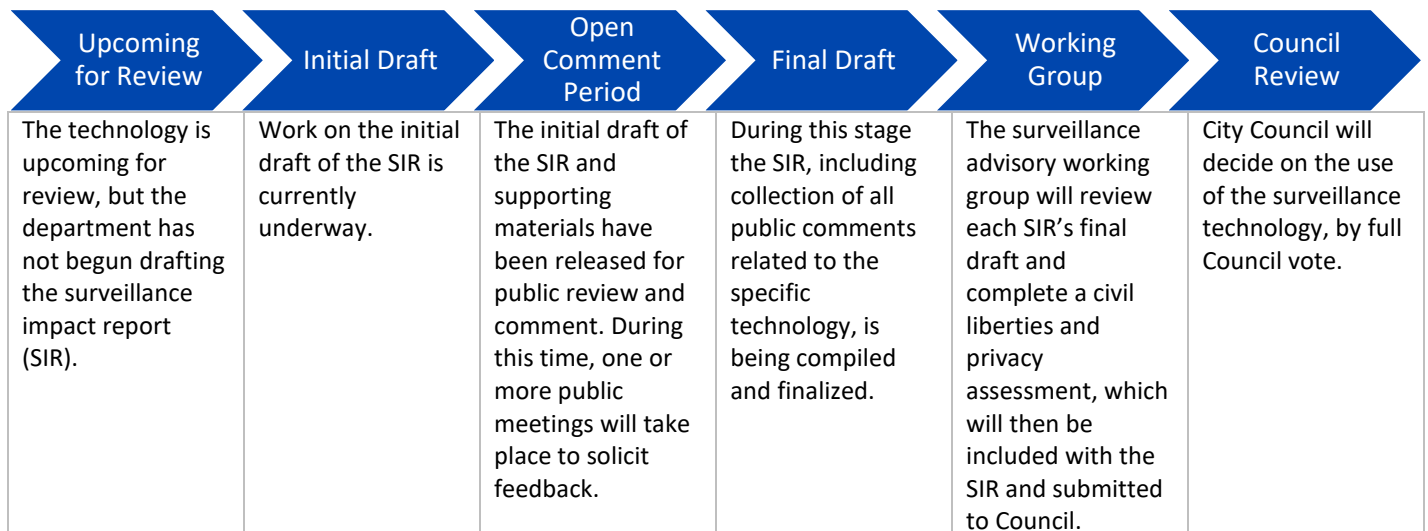 Upcoming
for Review
Initial Draft
Open
Comment
Period
Final Draft
Working
Group
Council
Review
The technology is
upcoming for
review, but the
department has
not begun drafting
the surveillance
impact report
(SIR).
Work on the initial
draft of the SIR is
currently
underway.
The initial draft of
the SIR and
supporting
materials have
been released for
public review and
comment. During
this time, one or
more public
meetings will take
place to solicit
feedback.
During this stage
the SIR, including
collection of all
public comments
related to the
specific
technology, is
being compiled
and finalized.
The surveillance
advisory working
group will review
each SIR’s final
draft and
complete a civil
liberties and
privacy
assessment, which
will then be
included with the
SIR and submitted
to Council.
City Council will
decide on the use
of the surveillance
technology, by full
Council vote.